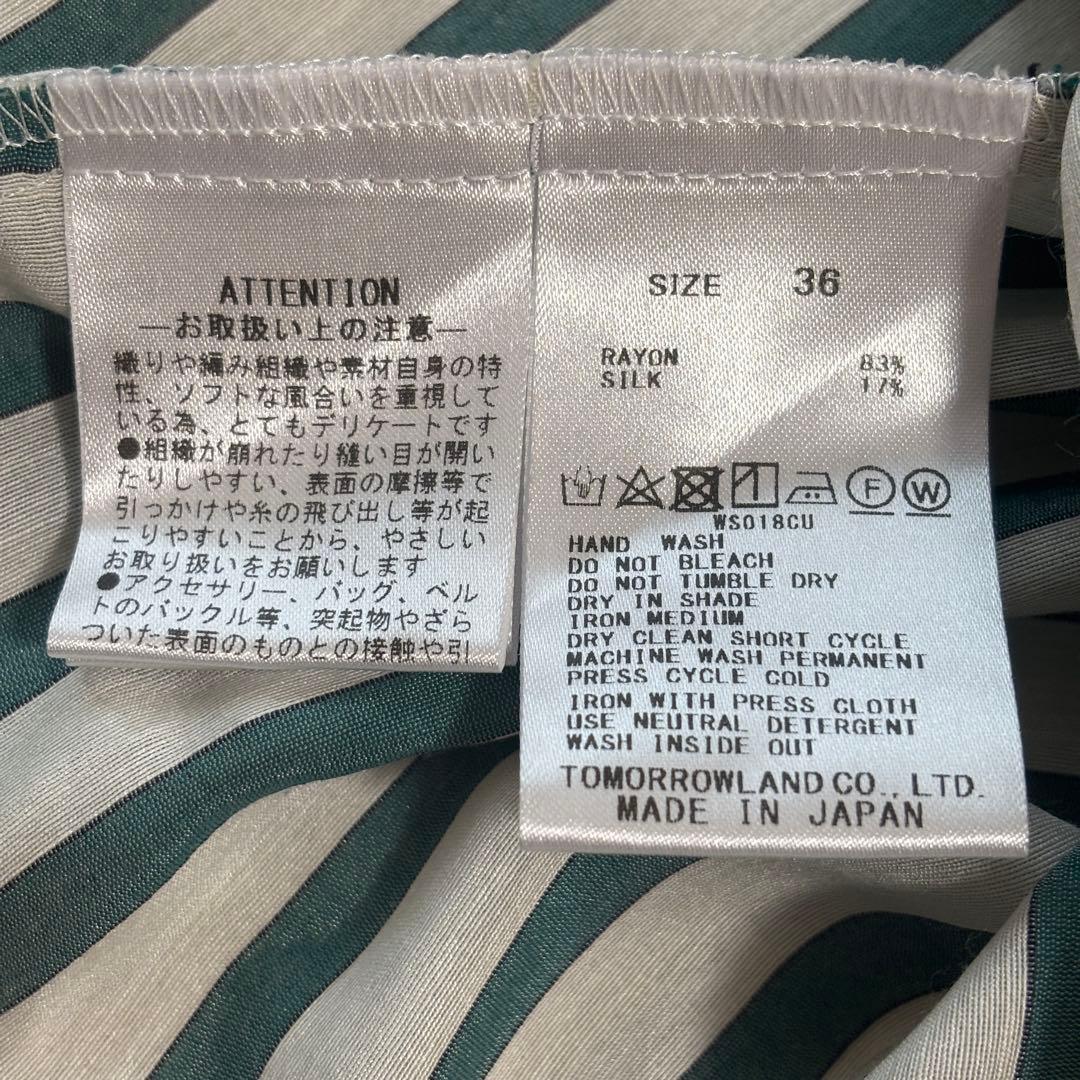 ATTENTION
―お取扱い上の注意―
織りや編み組織や素材自身の特
性、ソフトな風合いを重視して
いる為、とてもデリケートです
●組織が崩れたり縫い目が開い
たりしやすい、表面の摩擦等で
引っかけや糸の飛び出し等が起
こりやすいことから、やさしい
お取り扱いをお願いします
●アクセサリー、バッグ、ベル
トのバックル等、突起物やざら
ついた表面のものとの接触や引
SIZE 36
RAYON 83%
SILK 17%
F W
WS018CU
HAND WASH
DO NOT BLEACH
DO NOT TUMBLE DRY
DRY IN SHADE
IRON MEDIUM
DRY CLEAN SHORT CYCLE
MACHINE WASH PERMANENT
PRESS CYCLE COLD
IRON WITH PRESS CLOTH
USE NEUTRAL DETERGENT
WASH INSIDE OUT
TOMORROWLAND CO., LTD.
MADE IN JAPAN